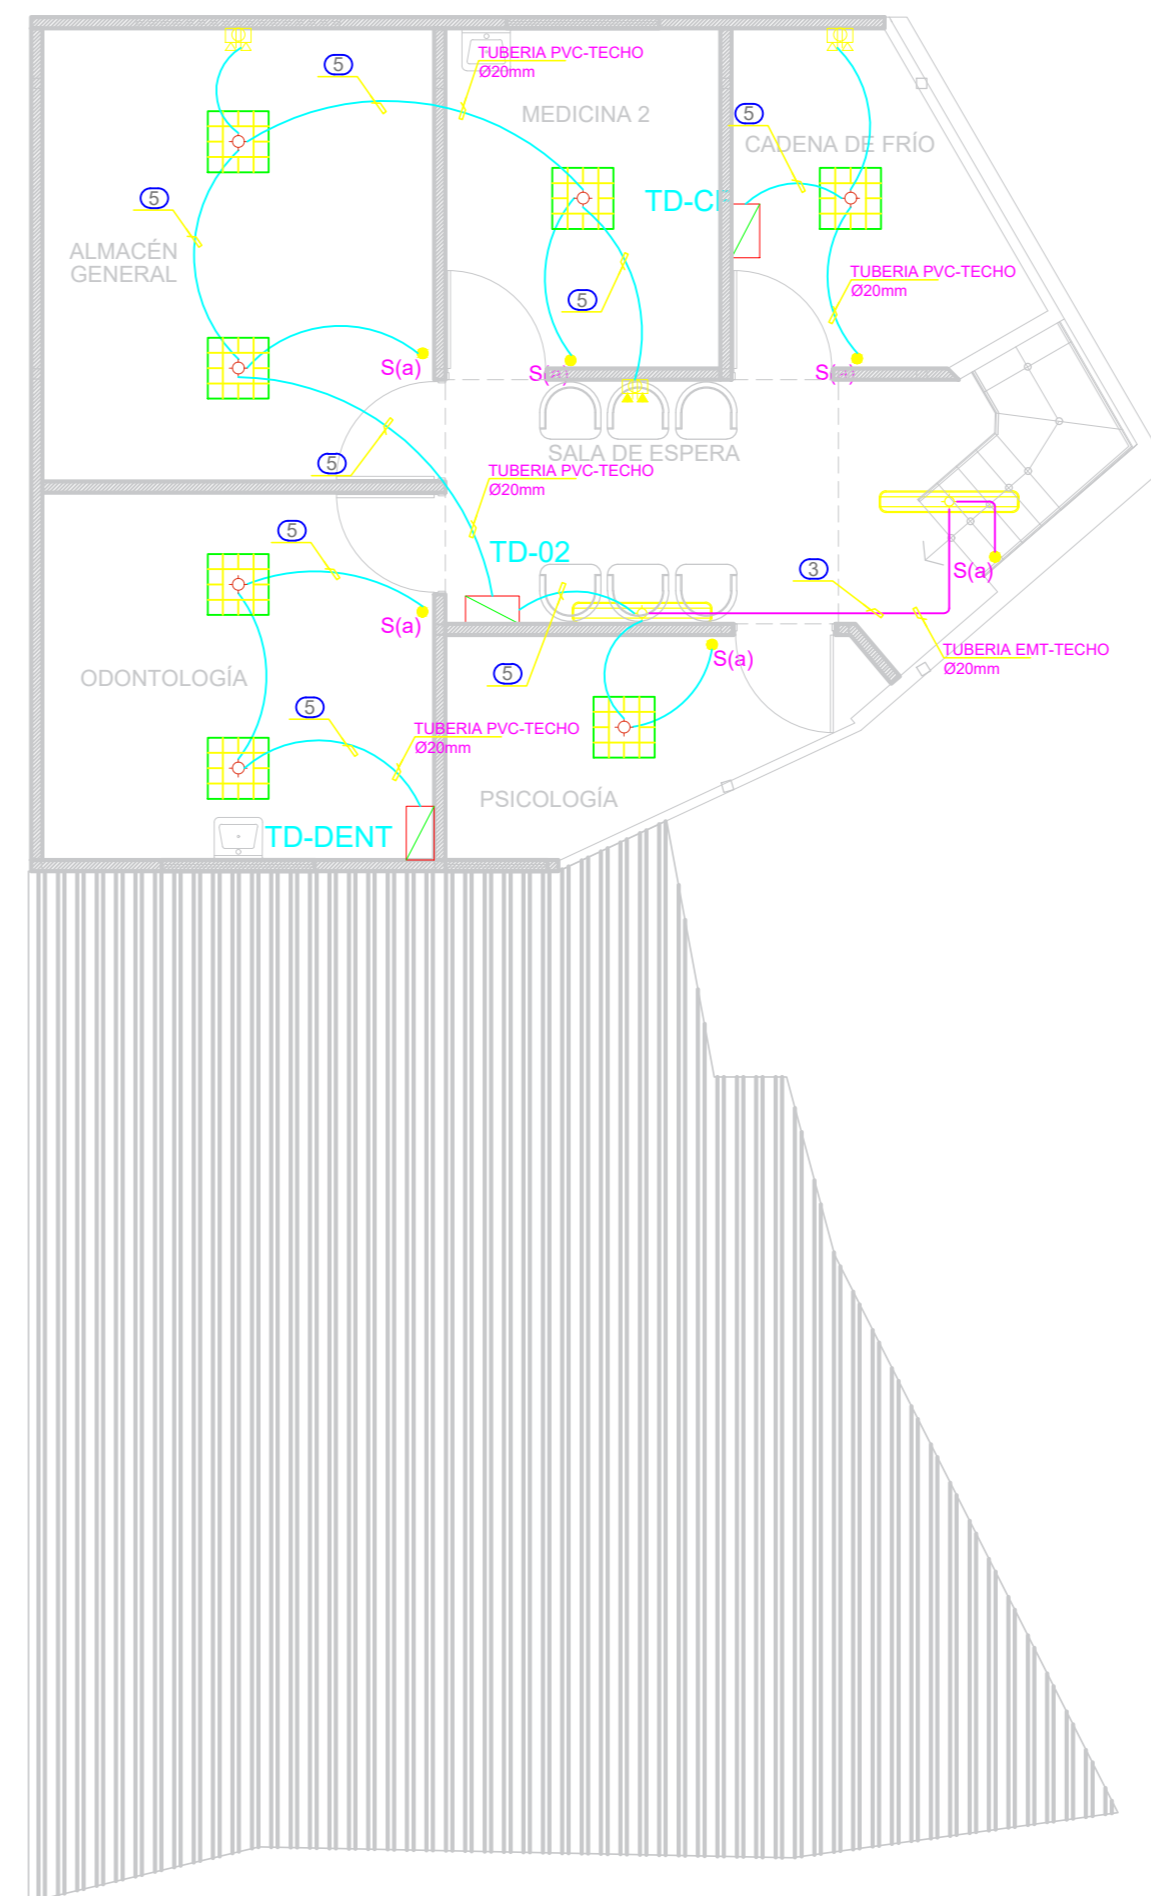 TUBERIA PVC-TECHO
Ø20mm
5
MEDICINA 2
5
CADENA DE FRÍO
5
TD-CF
ALMACÉN
GENERAL
TUBERIA PVC-TECHO
Ø20mm
5
S(a)
S(a)
S(a)
SALA DE ESPERA
5
TUBERIA PVC-TECHO
Ø20mm
5
TD-02
3
S(a)
S(a)
TUBERIA EMT-TECHO
Ø20mm
S(a)
5
ODONTOLOGÍA
5
TUBERIA PVC-TECHO
Ø20mm
PSICOLOGÍA
TD-DENT